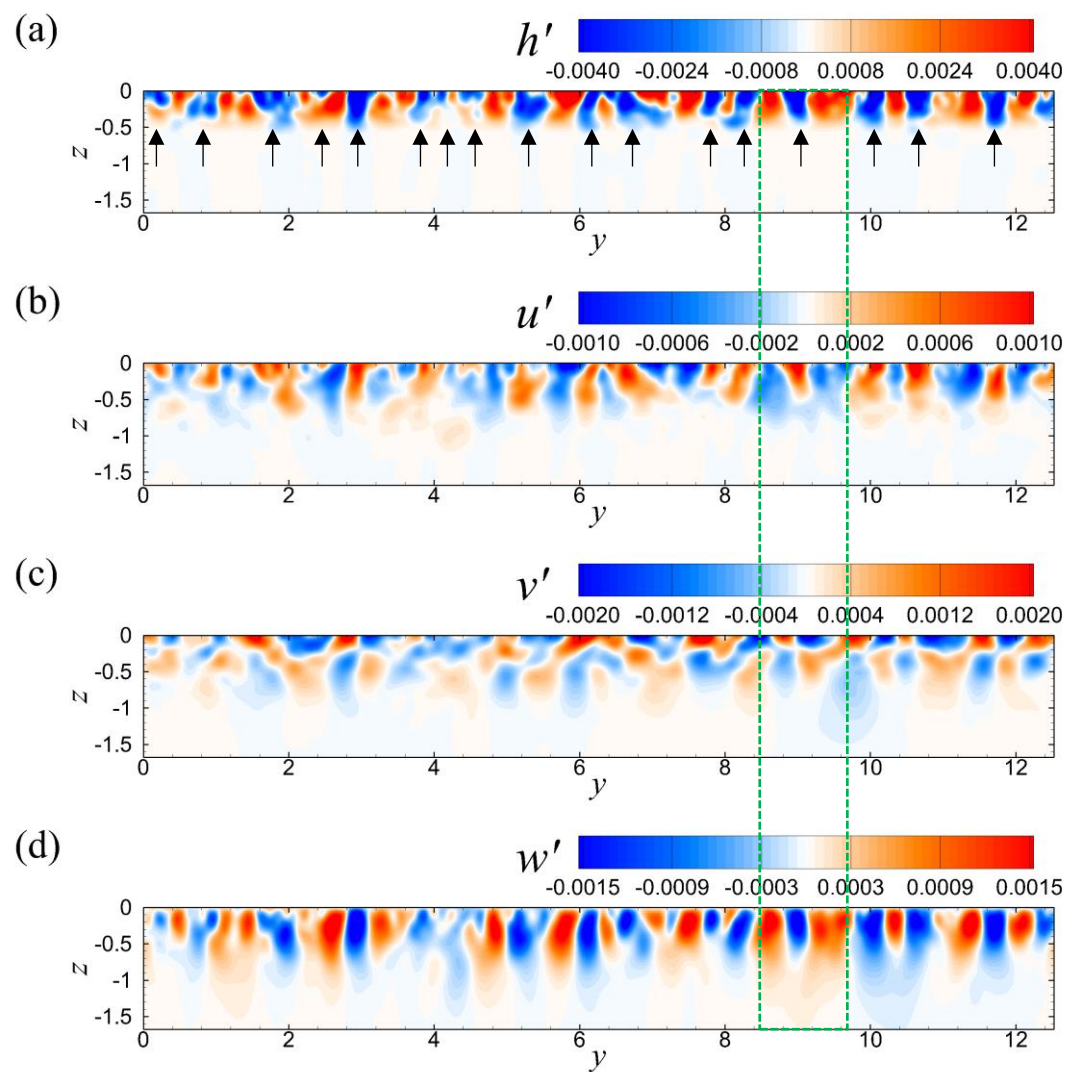 (a)
h′
-0.0040 -0.0024 -0.0008 0.0008 0.0024 0.0040
0
-0.5
-1
-1.5
z
0 2 4 6 8 10 12
y
(b)
u′
-0.0010 -0.0006 -0.0002 0.0002 0.0006 0.0010
0
-0.5
-1
-1.5
z
0 2 4 6 8 10 12
y
(c)
v′
-0.0020 -0.0012 -0.0004 0.0004 0.0012 0.0020
0
-0.5
-1
-1.5
z
0 2 4 6 8 10 12
y
(d)
w′
-0.0015 -0.0009 -0.0003 0.0003 0.0009 0.0015
0
-0.5
-1
-1.5
z
0 2 4 6 8 10 12
y